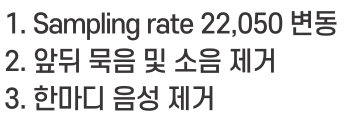 1. Sampling rate 22,050 변동
2. 앞뒤 묵음 및 소음 제거
3. 한마디 음성 제거